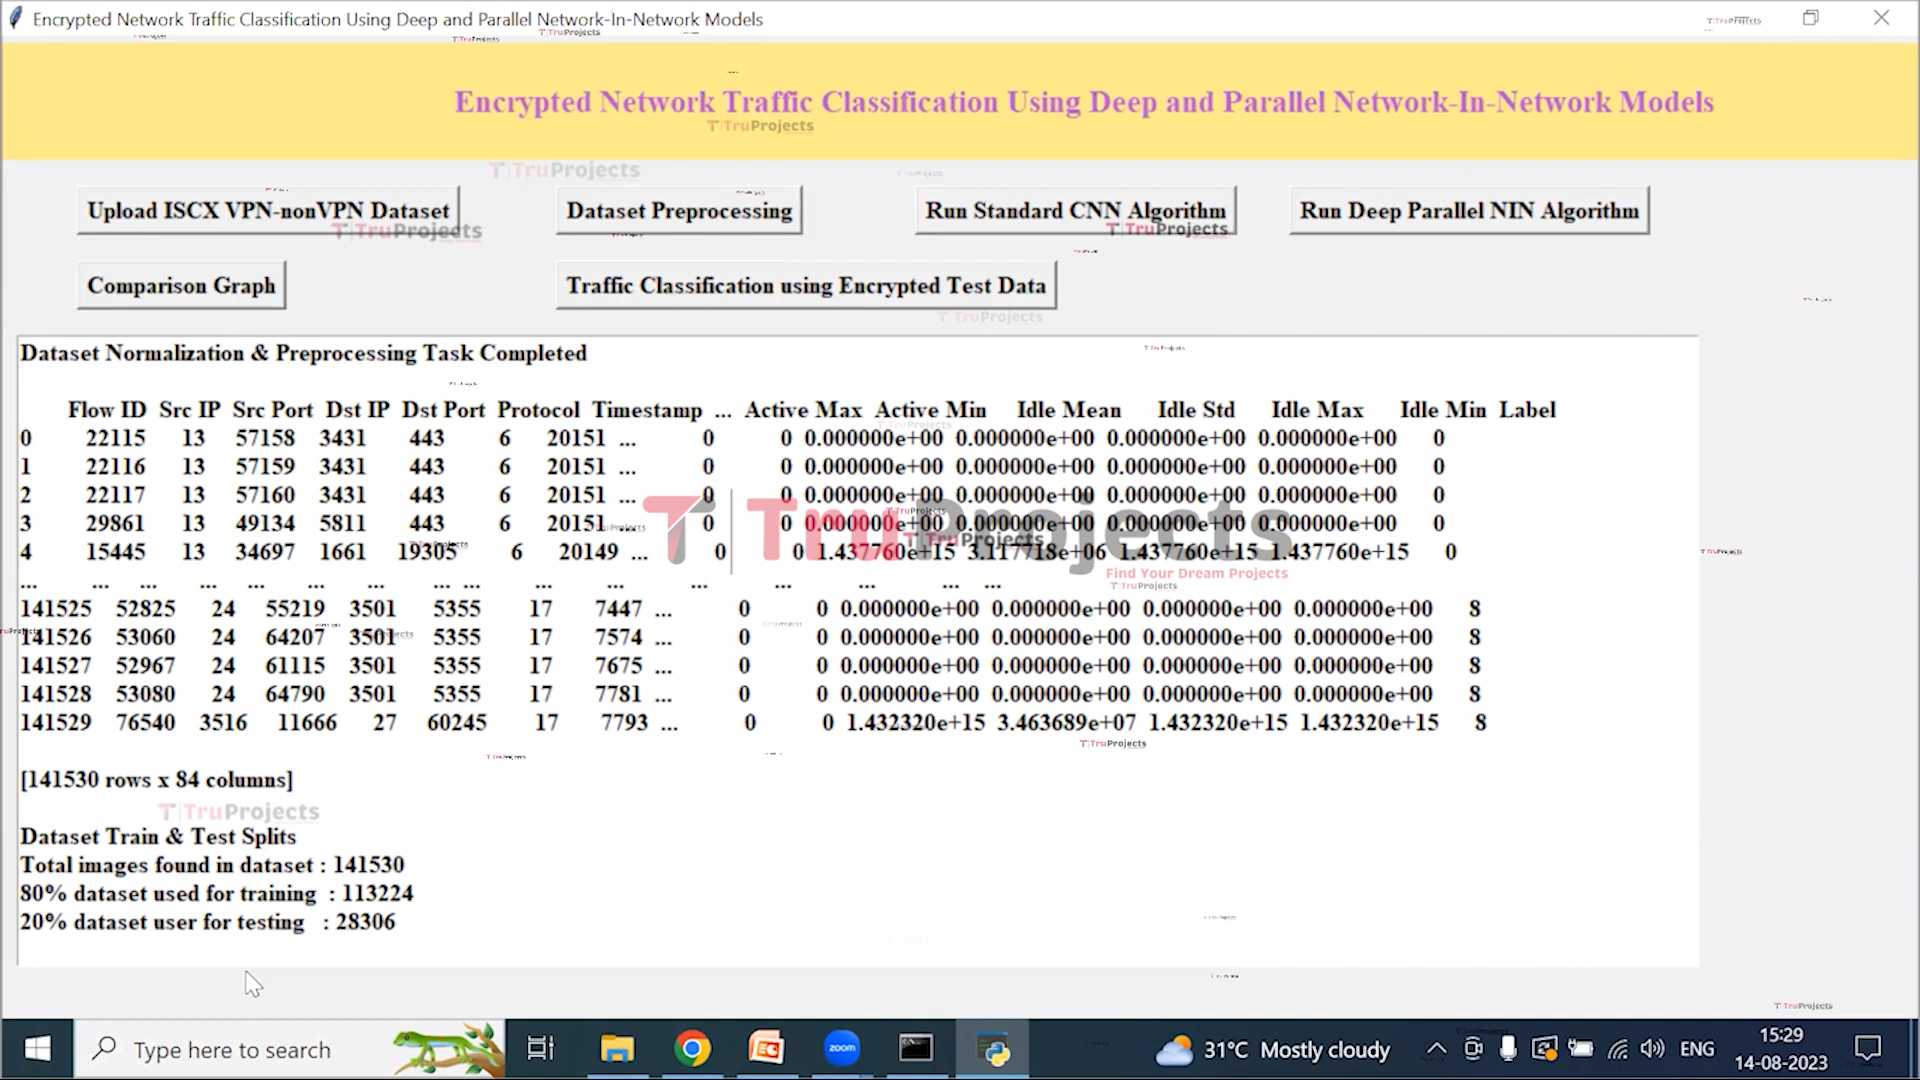 Encrypted Network Traffic Classification Using Deep and Parallel Network-In-Network Models
TruProjects
Encrypted Network Traffic Classification Using Deep and Parallel Network-In-Network Models
TruProjects
TruProjects
Upload ISCX VPN-nonVPN Dataset
Dataset Preprocessing
Run Standard CNN Algorithm
Run Deep Parallel NIN Algorithm
TruProjects
TruProjects
Comparison Graph
Traffic Classification using Encrypted Test Data
TruProjects
Dataset Normalization & Preprocessing Task Completed
Flow ID Src IP Src Port Dst IP Dst Port Protocol Timestamp ... Active Max Active Min Idle Mean Idle Std Idle Max Idle Min Label
0 22115 13 57158 3431 443 6 20151 ... 0 0 0.000000e+00 0.000000e+00 0.000000e+00 0.000000e+00 0
1 22116 13 57159 3431 443 6 20151 ... 0 0 0.000000e+00 0.000000e+00 0.000000e+00 0.000000e+00 0
2 22117 13 57160 3431 443 6 20151 ... 0 0 0.000000e+00 0.000000e+00 0.000000e+00 0.000000e+00 0
3 29861 13 49134 5811 443 6 20151 ... 0 0 0.000000e+00 0.000000e+00 0.000000e+00 0.000000e+00 0
4 15445 13 34697 1661 19305 6 20149 ... 0 0 1.437760e+15 3.117718e+06 1.437760e+15 1.437760e+15 0
TruProjects
Find Your Dream Projects
... ... ... ... ... ... ... ... ... ... ... ... ... ... ...
141525 52825 24 55219 3501 5355 17 7447 ... 0 0 0.000000e+00 0.000000e+00 0.000000e+00 0.000000e+00 8
141526 53060 24 64207 3501 5355 17 7574 ... 0 0 0.000000e+00 0.000000e+00 0.000000e+00 0.000000e+00 8
141527 52967 24 61115 3501 5355 17 7675 ... 0 0 0.000000e+00 0.000000e+00 0.000000e+00 0.000000e+00 8
141528 53080 24 64790 3501 5355 17 7781 ... 0 0 0.000000e+00 0.000000e+00 0.000000e+00 0.000000e+00 8
141529 76540 3516 11666 27 60245 17 7793 ... 0 0 1.432320e+15 3.463689e+07 1.432320e+15 1.432320e+15 8
TruProjects
[141530 rows x 84 columns]
TruProjects
Dataset Train & Test Splits
Total images found in dataset : 141530
80% dataset used for training : 113224
20% dataset user for testing : 28306
TruProjects
Type here to search
zoom
31°C Mostly cloudy
ENG
15:29
14-08-2023